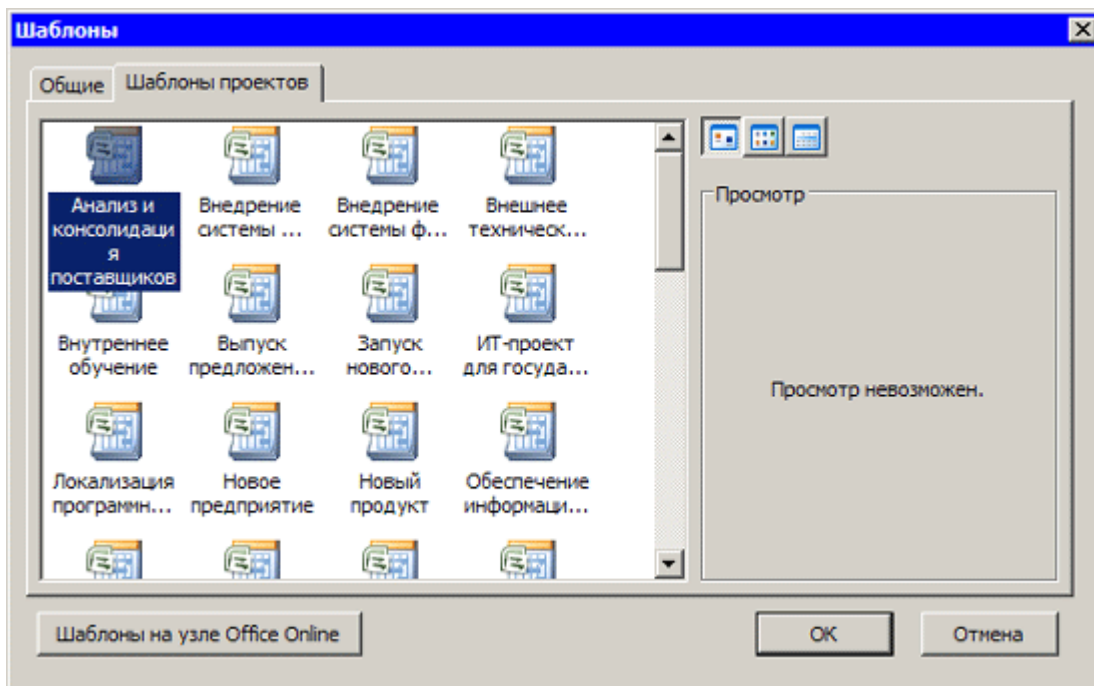 Шаблоны
Общие
Шаблоны проектов
Анализ и
консолидаци
я
поставщиков
Внедрение
системы ...
Внедрение
системы ф...
Внешнее
техническ...
Внутреннее
обучение
Выпуск
предложен...
Запуск
нового...
ИТ-проект
для госуда...
Локализация
программн...
Новое
предприятие
Новый
продукт
Обеспечение
информаци...
Просмотр
Просмотр невозможен.
Шаблоны на узле Office Online
ОК
Отмена